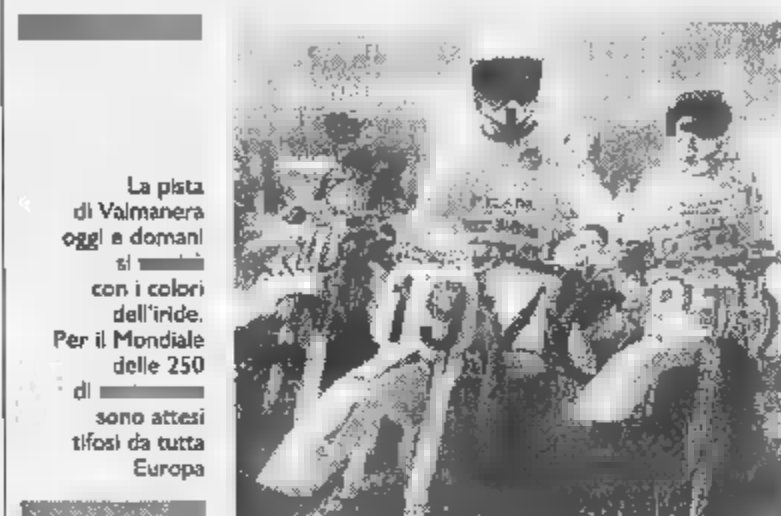 La pista
di Valmanera
oggi e domani
si
con i colori
dell'iride.
Per il Mondiale
delle 250
di
sono attesi
tifosi da tutta
Europa